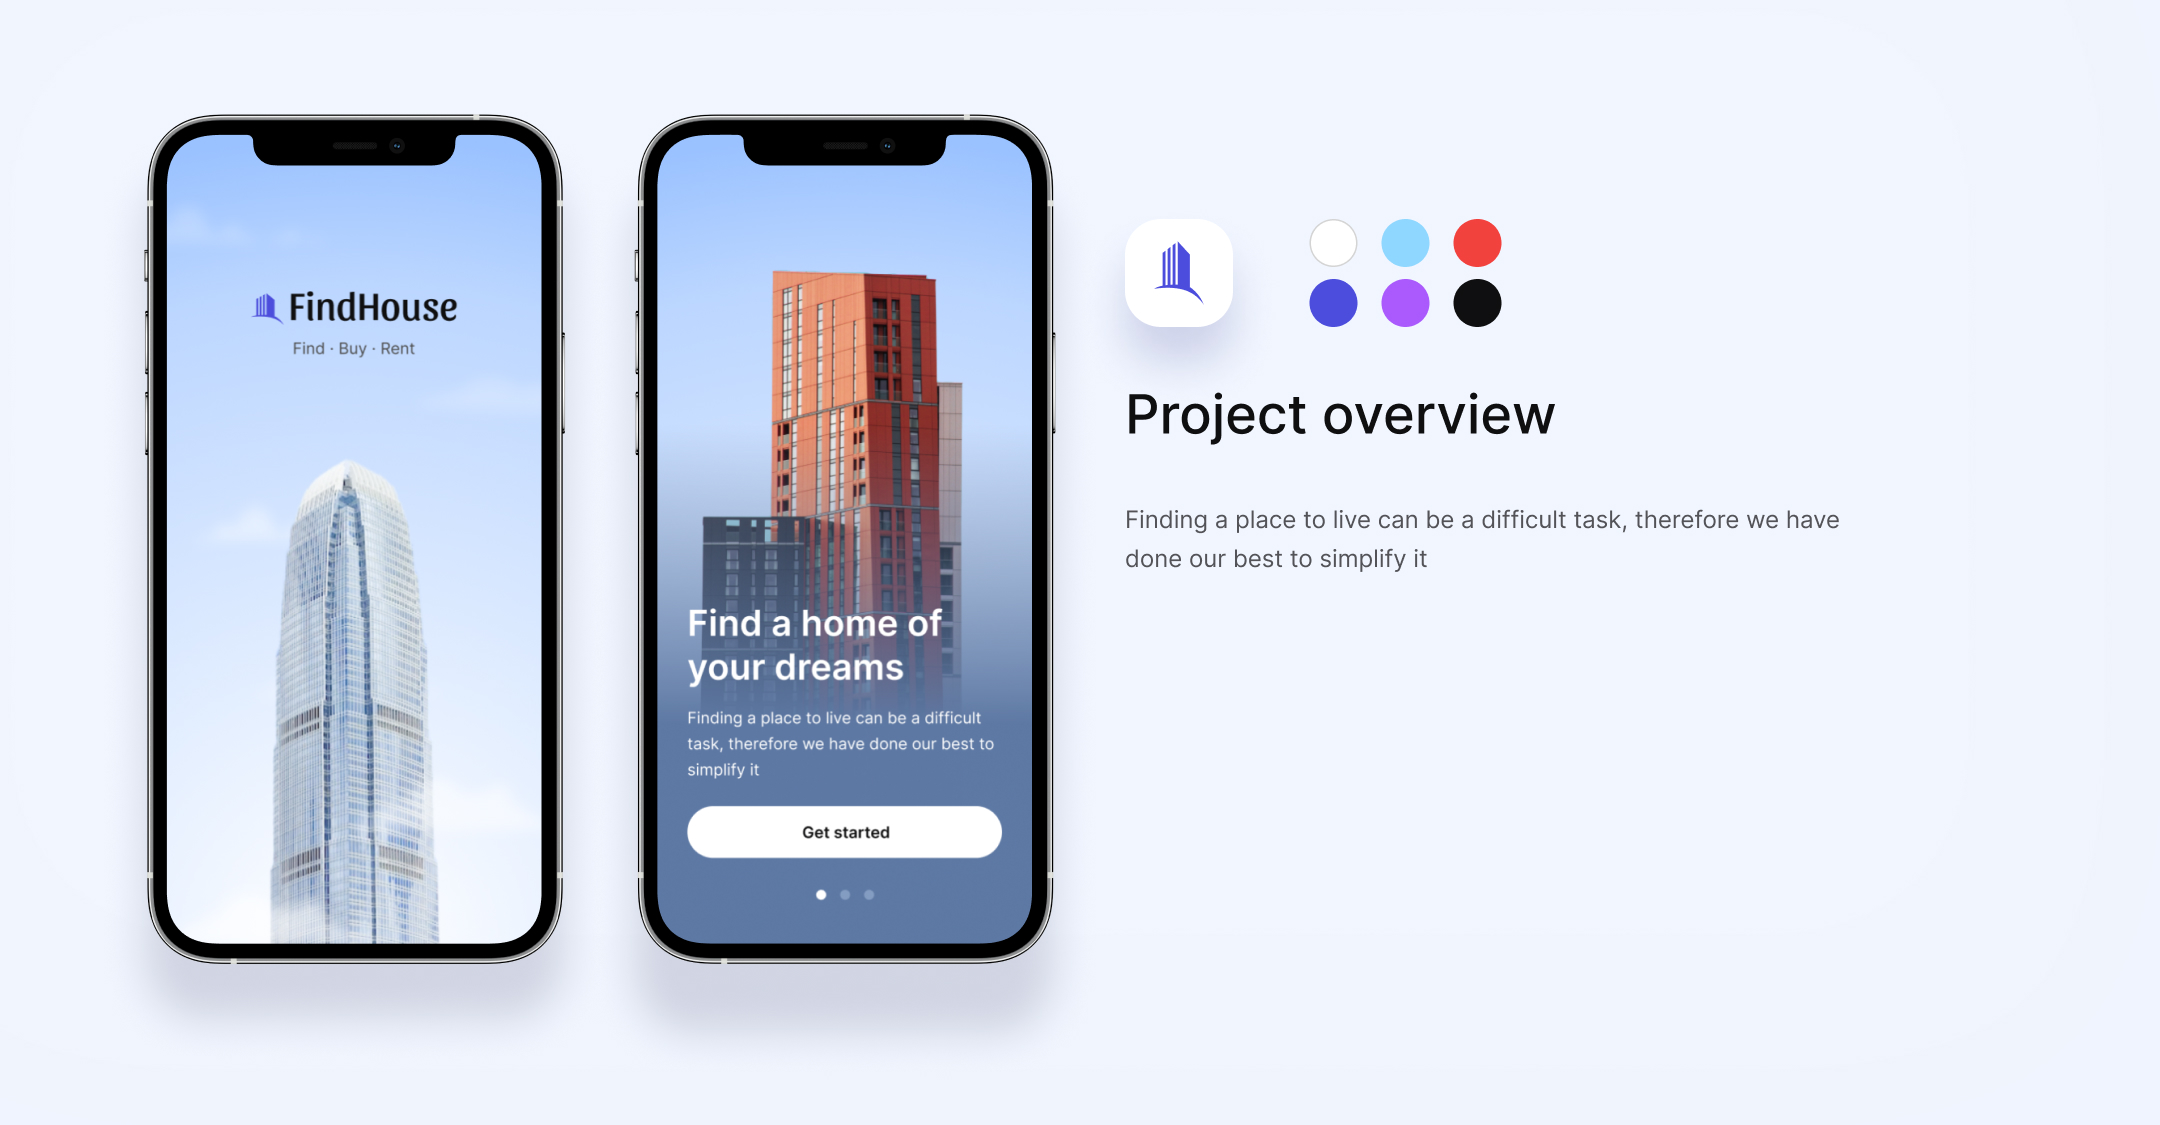 FindHouse
Find · Buy · Rent
Find a home of
your dreams
Finding a place to live can be a difficult
task, therefore we have done our best to
simplify it
Get started
Project overview
Finding a place to live can be a difficult task, therefore we have
done our best to simplify it